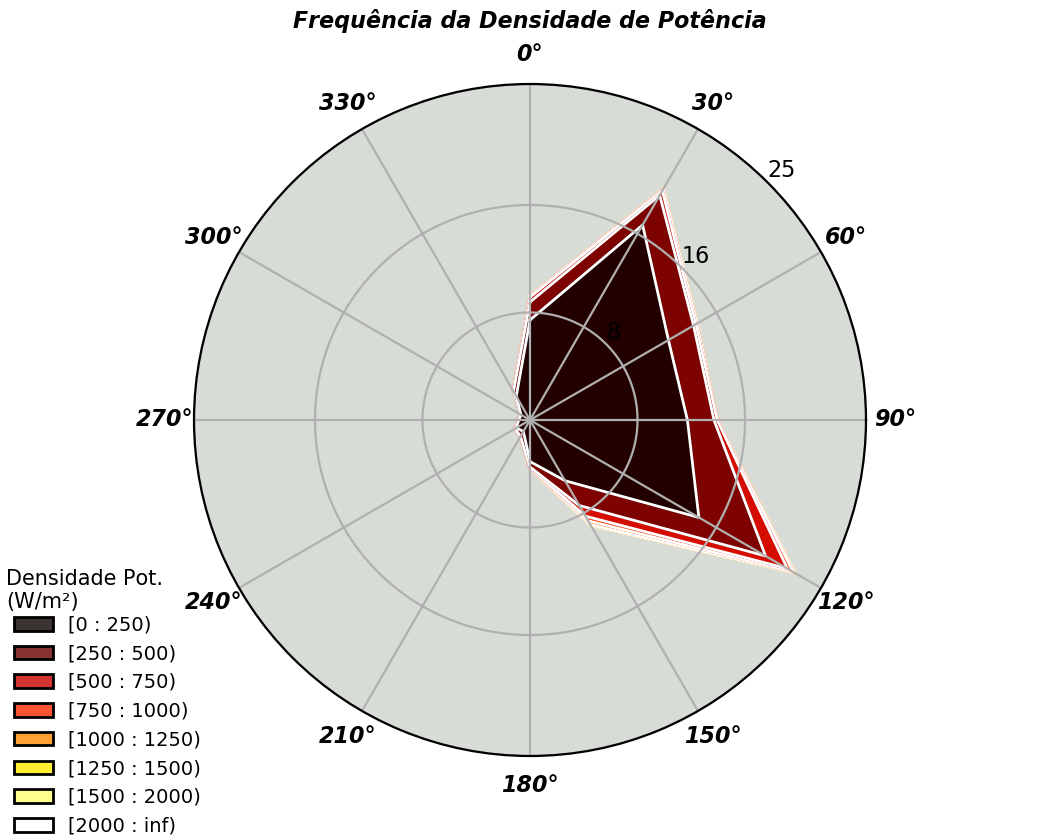 Frequência da Densidade de Potência
0°
330°
30°
25
300°
60°
16
8
270°
90°
240°
120°
210°
150°
180°
Densidade Pot.
(W/m²)
[0 : 250)
[250 : 500)
[500 : 750)
[750 : 1000)
[1000 : 1250)
[1250 : 1500)
[1500 : 2000)
[2000 : inf)